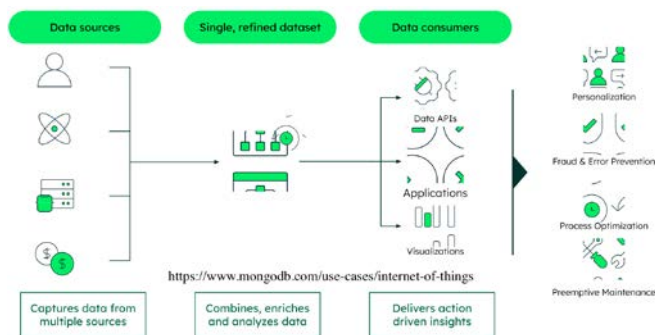 Data sources
Single, refined dataset
Data consumers
Data APIs
Applications
Visualizations
Personalization
Fraud & Error Prevention
Process Optimization
Preemptive Maintenance
https://www.mongodb.com/use-cases/internet-of-things
Captures data from
multiple sources
Combines, enriches
and analyzes data
Delivers action
driven insights